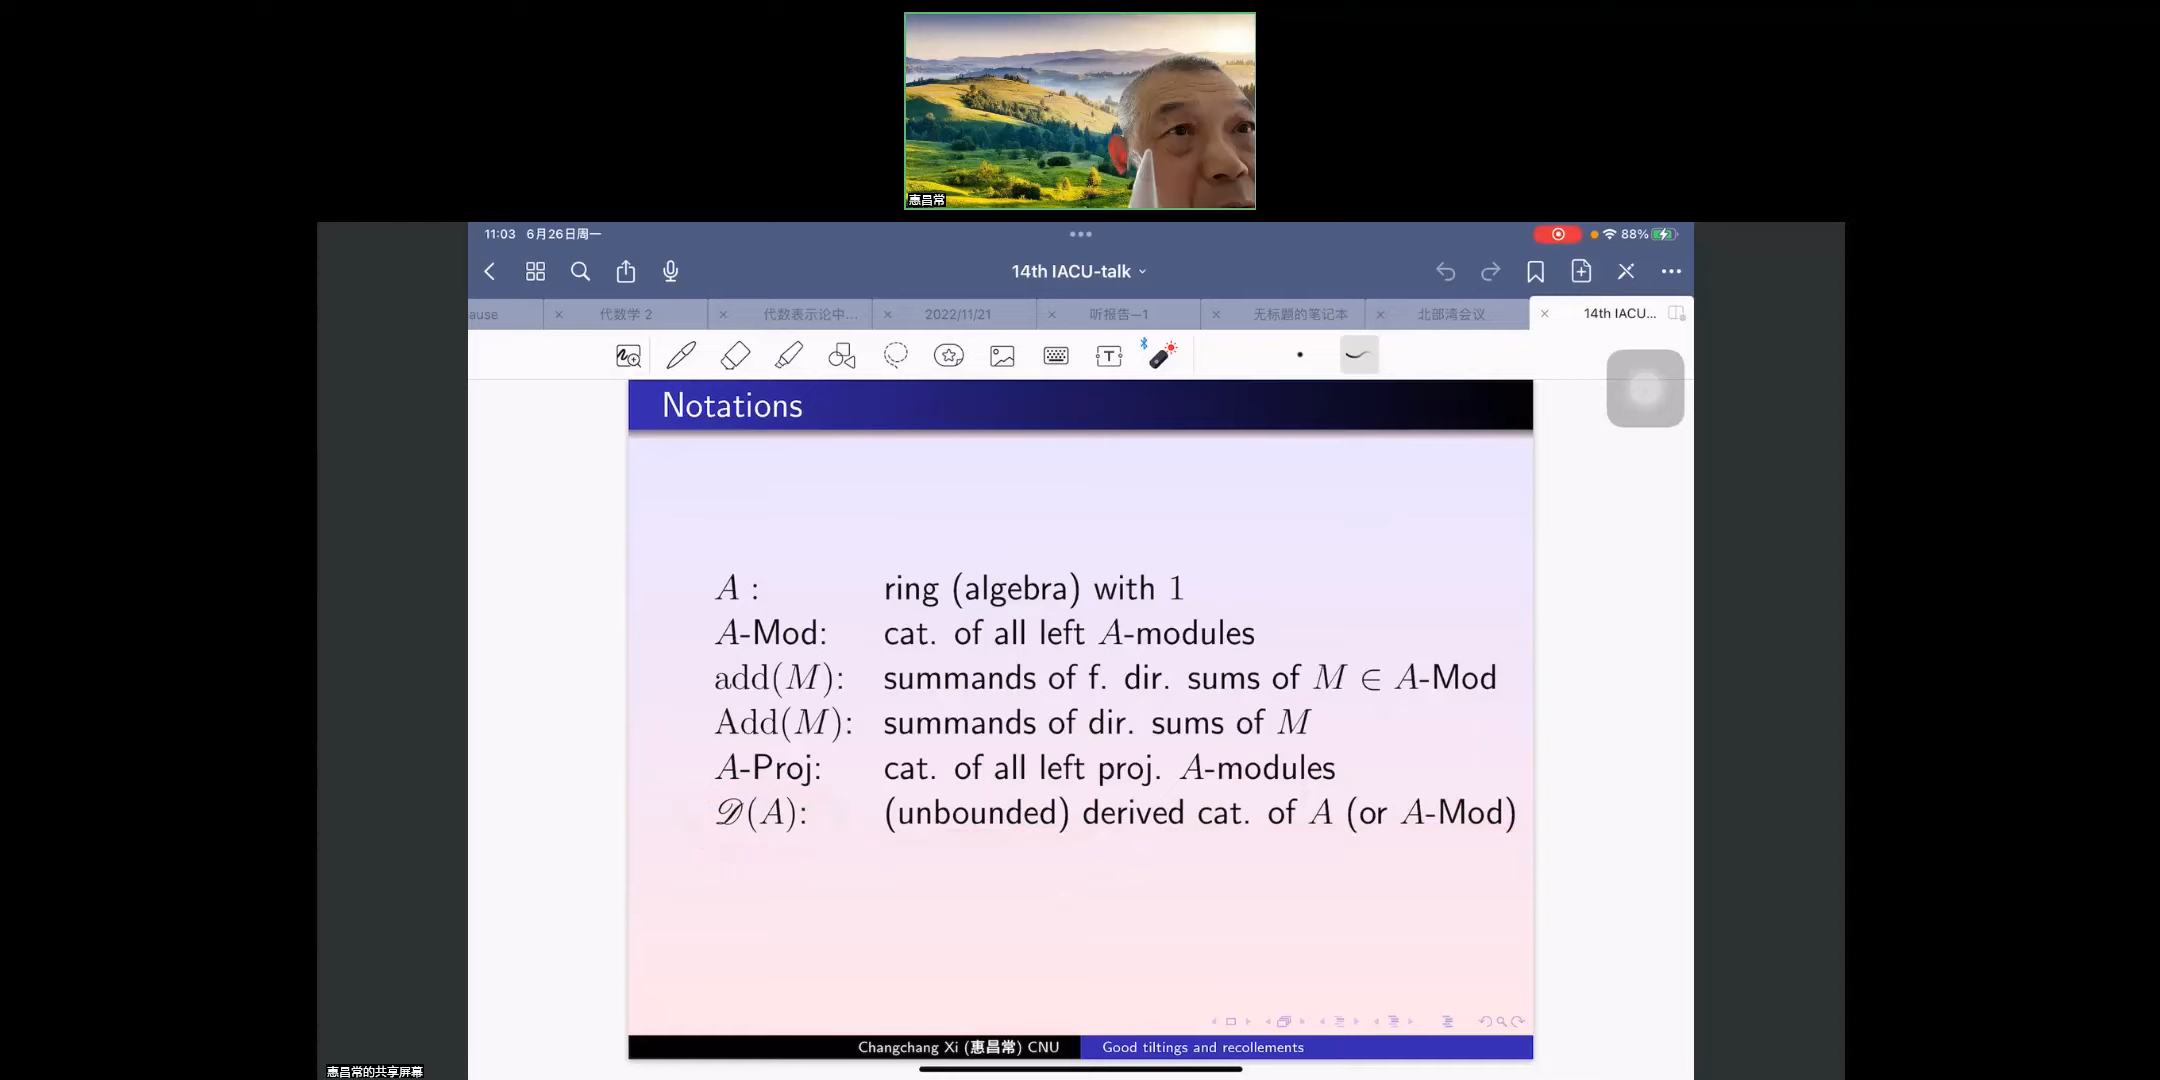 惠昌常
11:03 6月26日周一
88%
14th IACU-talk
ause
代数学 2
代数表示论中...
2022/11/21
听报告—1
无标题的笔记本
北部湾会议
14th IACU...
Notations
A : ring (algebra) with 1
A-Mod: cat. of all left A-modules
add(M): summands of f. dir. sums of M ∈ A-Mod
Add(M): summands of dir. sums of M
A-Proj: cat. of all left proj. A-modules
𝒟(A): (unbounded) derived cat. of A (or A-Mod)
Changchang Xi (惠昌常) CNU
Good tiltings and recollements
惠昌常的共享屏幕